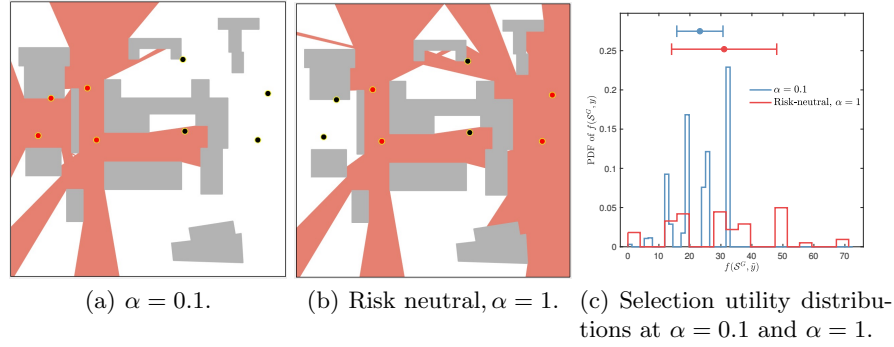 0.25
0.2
0.15
0.1
0.05
0
PDF of f(𝒮^G, y)
α = 0.1
Risk-neutral, α = 1
0 10 20 30 40 50 60 70
f(𝒮^G, ỹ)
(a) α = 0.1.
(b) Risk neutral, α = 1.
(c) Selection utility distribu-
tions at α = 0.1 and α = 1.